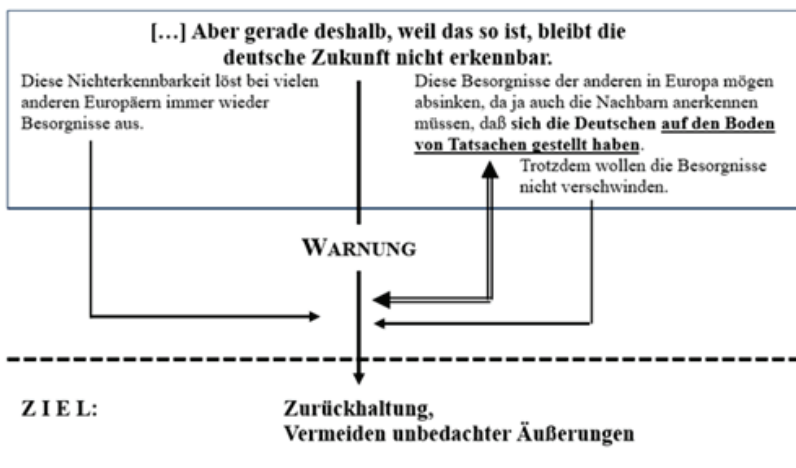 […] Aber gerade deshalb, weil das so ist, bleibt die
deutsche Zukunft nicht erkennbar.
Diese Nichterkennbarkeit löst bei vielen
anderen Europäern immer wieder
Besorgnisse aus.
Diese Besorgnisse der anderen in Europa mögen
absinken, da ja auch die Nachbarn anerkennen
müssen, daß sich die Deutschen auf den Boden
von Tatsachen gestellt haben.
Trotzdem wollen die Besorgnisse
nicht verschwinden.
WARNUNG
Z I E L:
Zurückhaltung,
Vermeiden unbedachter Äußerungen